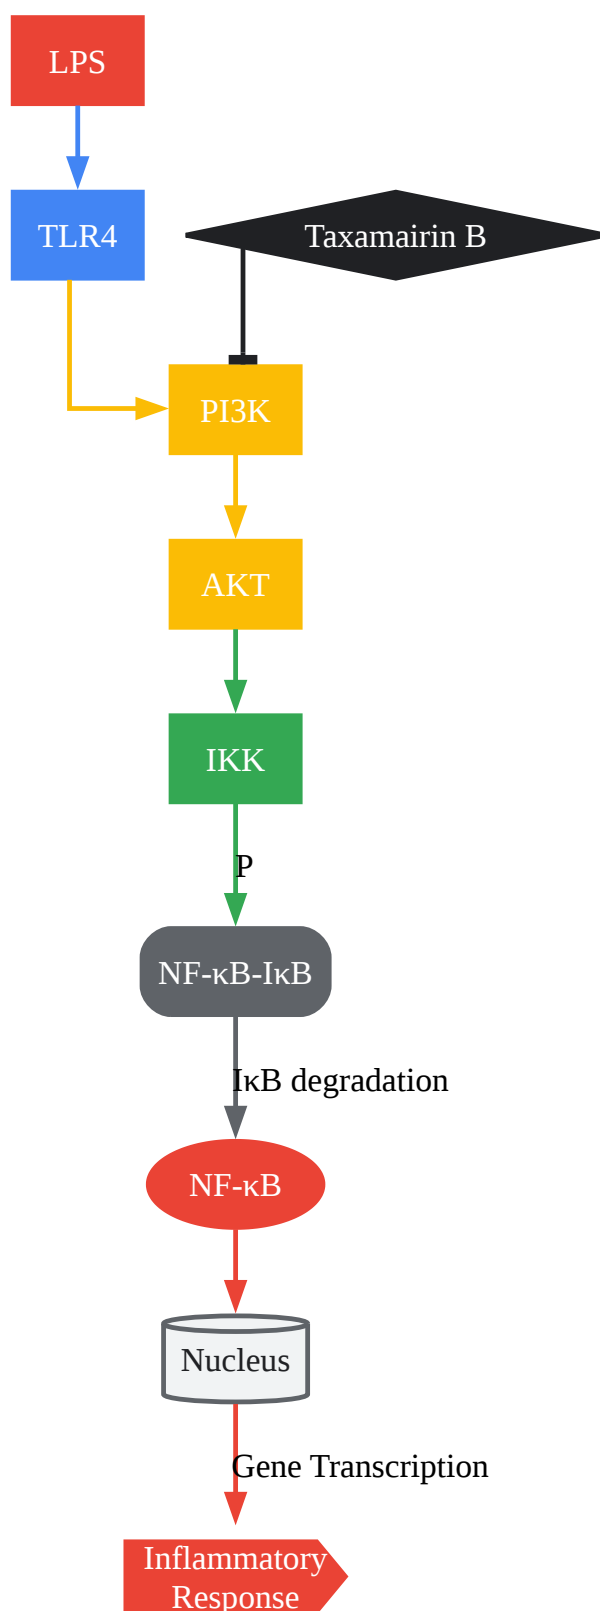 LPS
TLR4
Taxamairin B
PI3K
AKT
IKK
P
NF-κB-IκB
IκB degradation
NF-κB
Nucleus
Gene Transcription
Inflammatory
Response